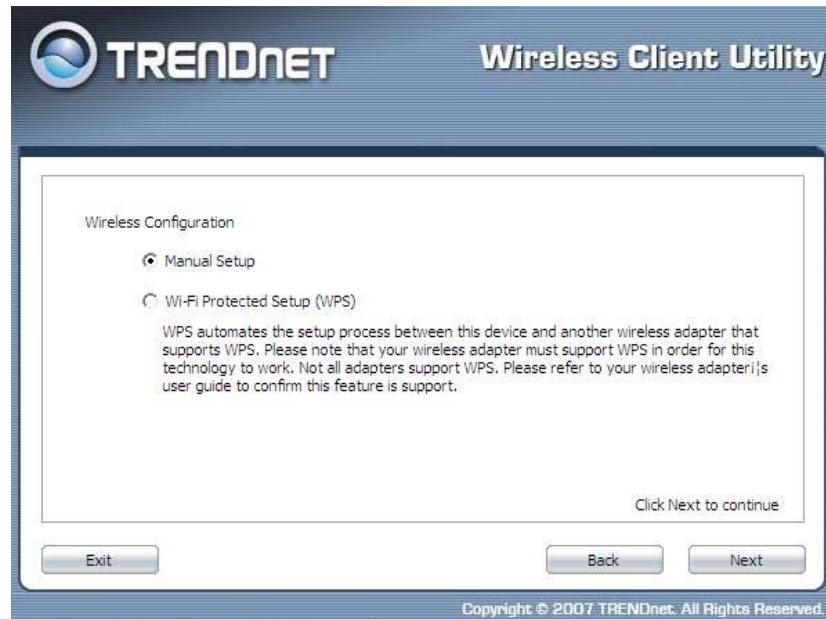 TRENDNET
Wireless Client Utility
Wireless Configuration
Manual Setup
Wi-Fi Protected Setup (WPS)
WPS automates the setup process between this device and another wireless adapter that
supports WPS. Please note that your wireless adapter must support WPS in order for this
technology to work. Not all adapters support WPS. Please refer to your wireless adapter¡¦s
user guide to confirm this feature is support.
Click Next to continue
Exit
Back
Next
Copyright © 2007 TRENDnet. All Rights Reserved.